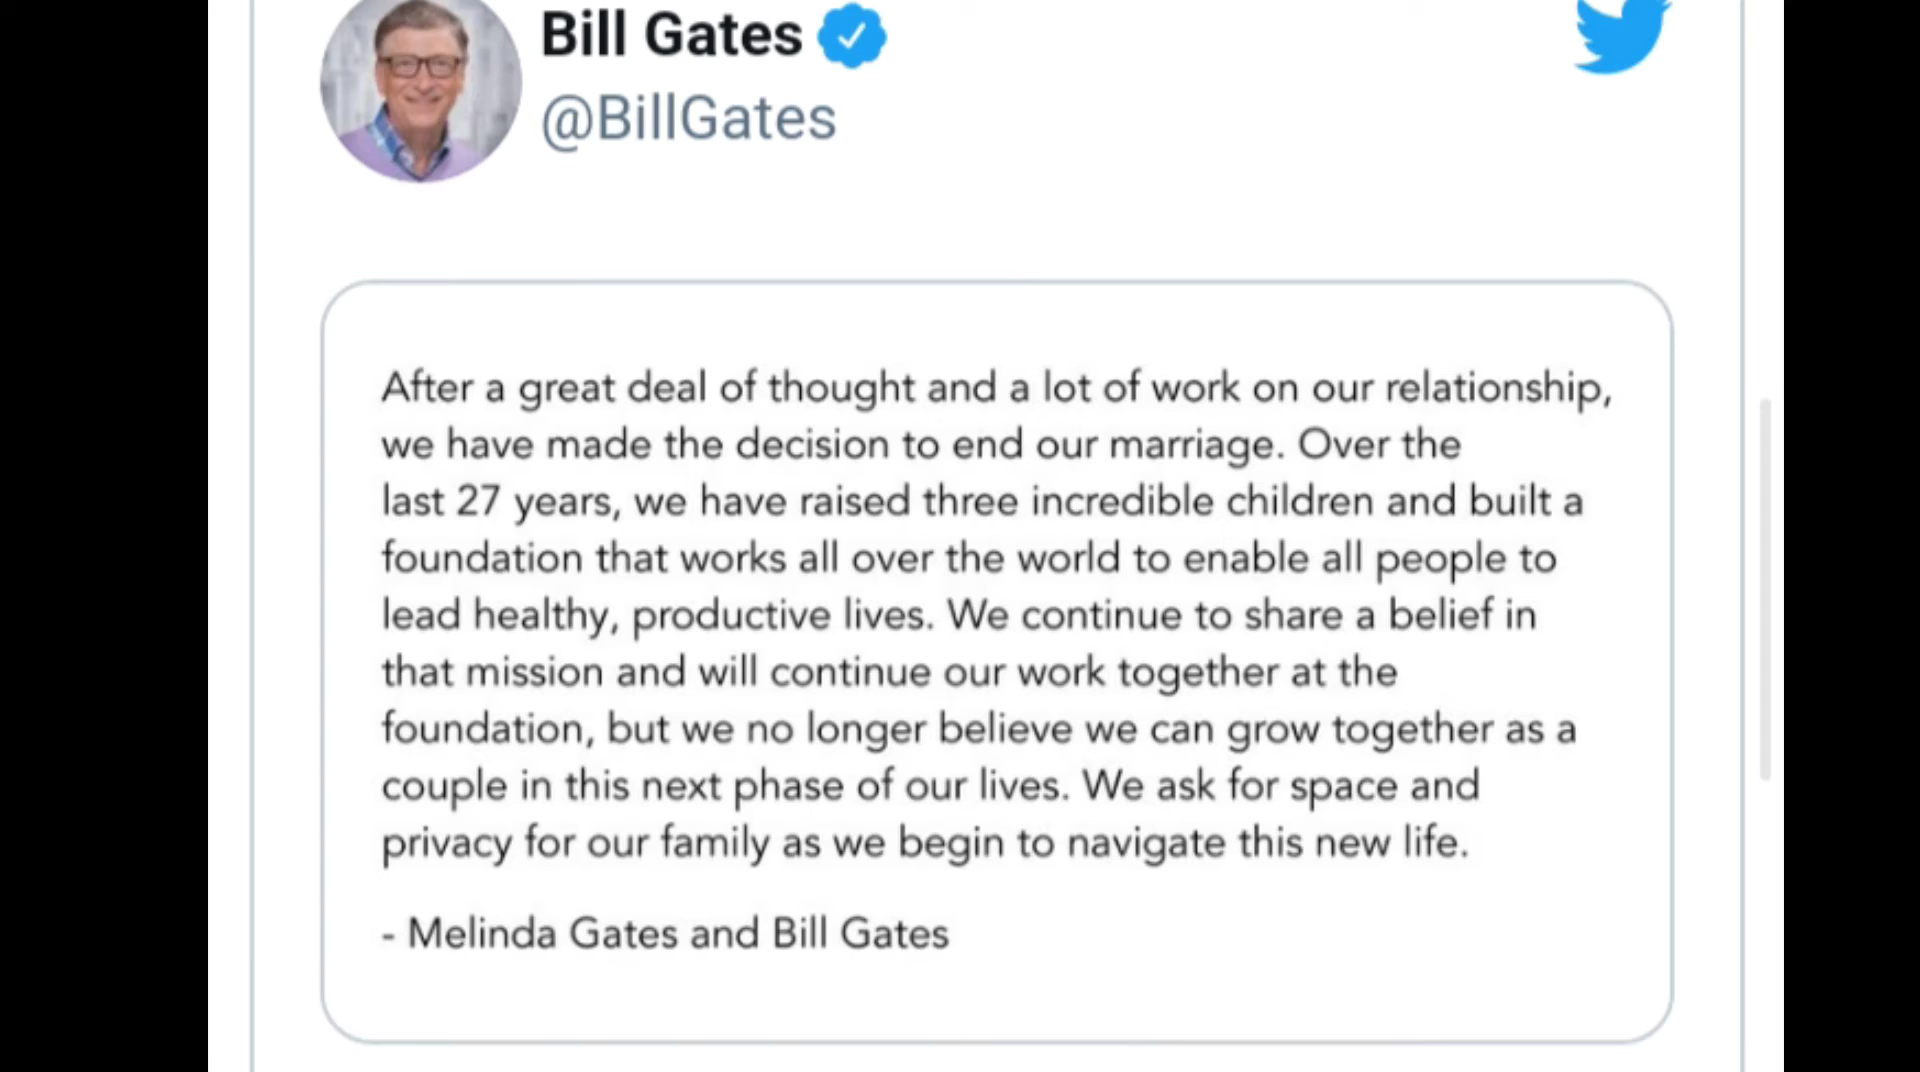 Bill Gates
@BillGates
After a great deal of thought and a lot of work on our relationship,
we have made the decision to end our marriage. Over the
last 27 years, we have raised three incredible children and built a
foundation that works all over the world to enable all people to
lead healthy, productive lives. We continue to share a belief in
that mission and will continue our work together at the
foundation, but we no longer believe we can grow together as a
couple in this next phase of our lives. We ask for space and
privacy for our family as we begin to navigate this new life.
- Melinda Gates and Bill Gates